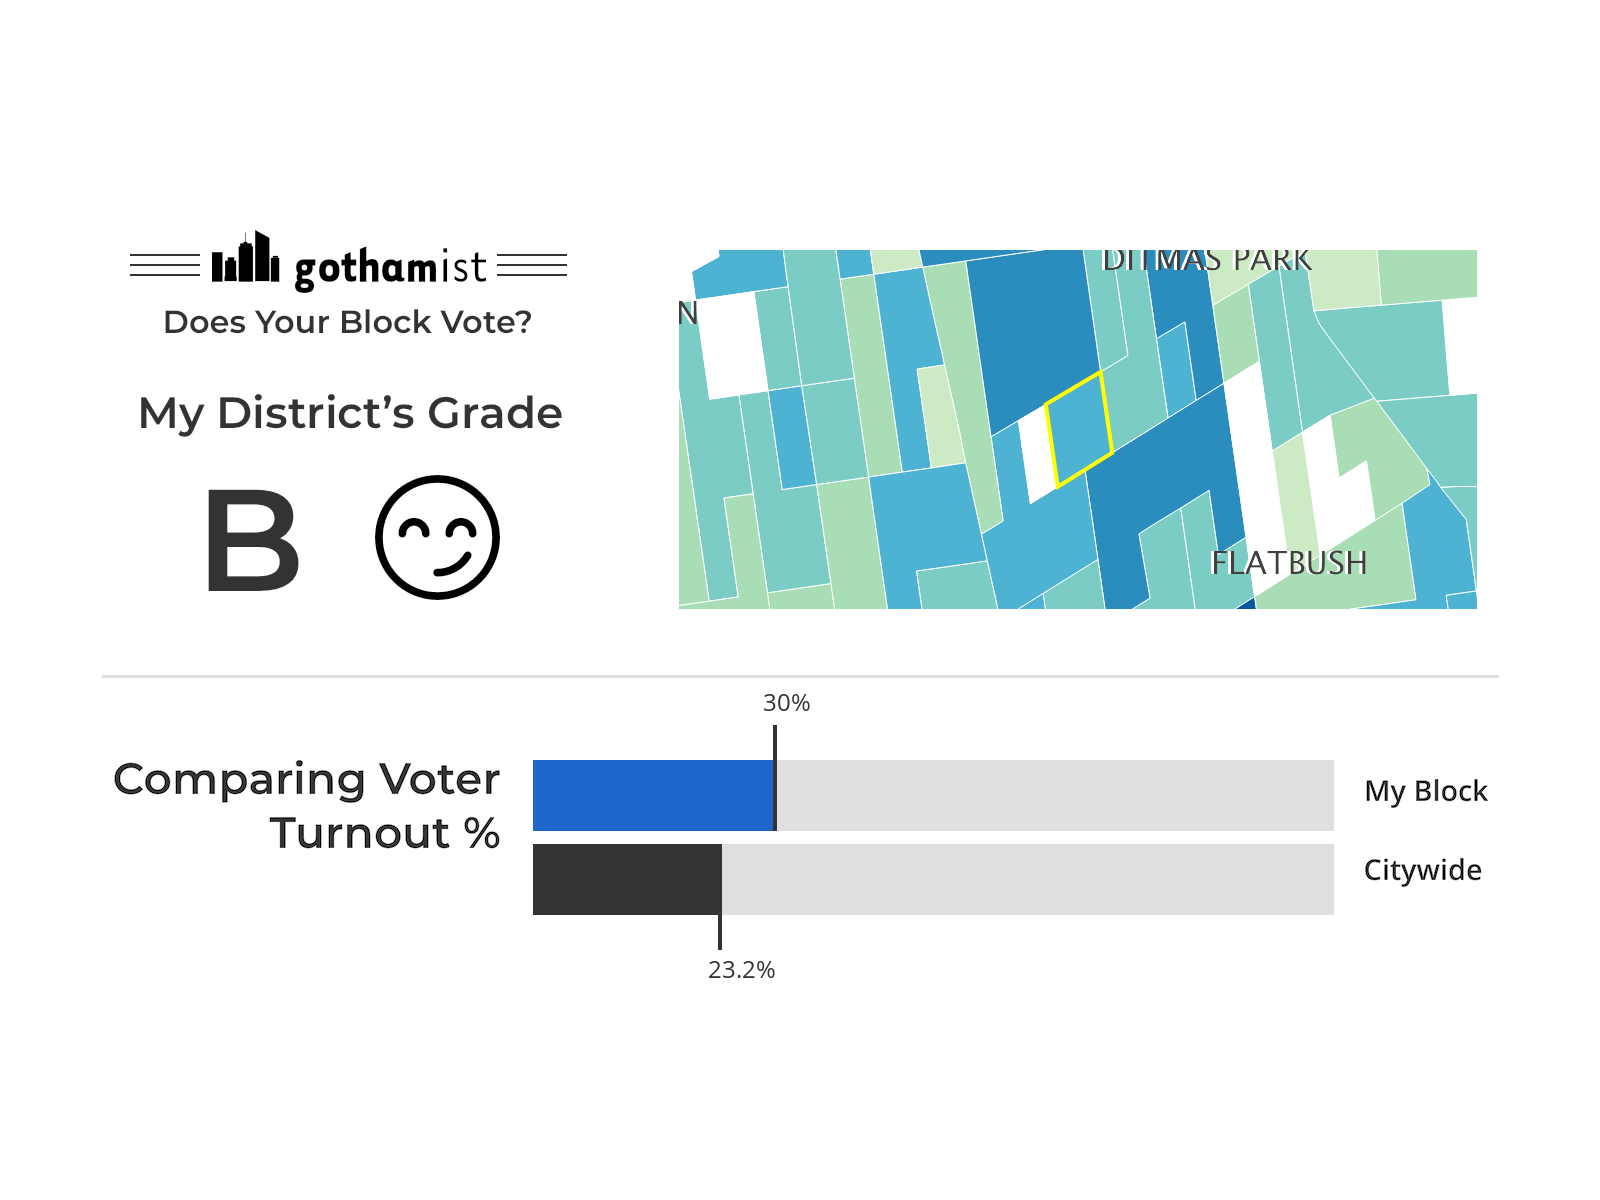 gothamist
Does Your Block Vote?
My District's Grade
B
DITMAS PARK
N
FLATBUSH
30%
Comparing Voter
Turnout %
My Block
Citywide
23.2%